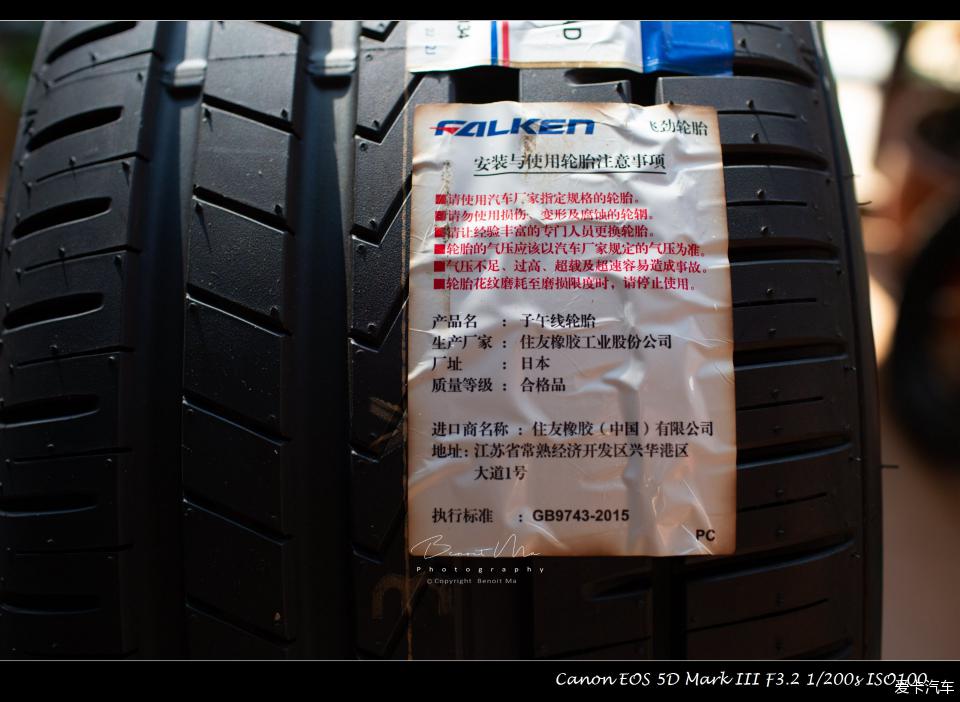 134
22
22
D
FALKEN 飞劲轮胎
安装与使用轮胎注意事项
请使用汽车厂家指定规格的轮胎。
请勿使用损伤、变形及腐蚀的轮辋。
请让经验丰富的专门人员更换轮胎。
轮胎的气压应该以汽车厂家规定的气压为准。
气压不足、过高、超载及超速容易造成事故。
轮胎花纹磨耗至磨损限度时，请停止使用。
产品名 ：子午线轮胎
生产厂家：住友橡胶工业股份公司
厂址 ：日本
质量等级：合格品
进口商名称：住友橡胶（中国）有限公司
地址：江苏省常熟经济开发区兴华港区
大道1号
执行标准 ：GB9743-2015
PC
Benoit Ma
Photography
©Copyright Benoit Ma
Canon EOS 5D Mark III F3.2 1/200s ISO100
爱卡汽车